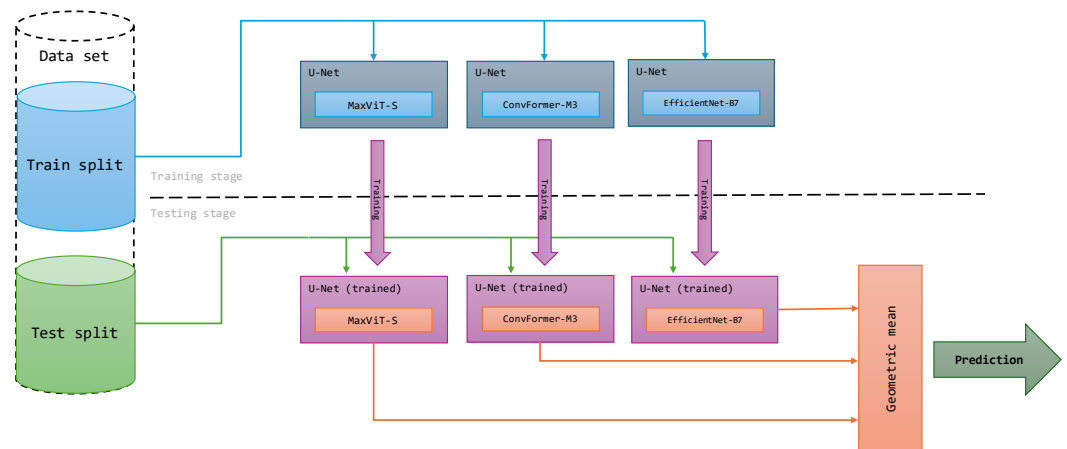 Data set
Train split
Test split
U-Net
MaxViT-S
U-Net
ConvFormer-M3
U-Net
EfficientNet-B7
Training stage
Testing stage
Training
Training
Training
U-Net (trained)
MaxViT-S
U-Net (trained)
ConvFormer-M3
U-Net (trained)
EfficientNet-B7
Geometric mean
Prediction